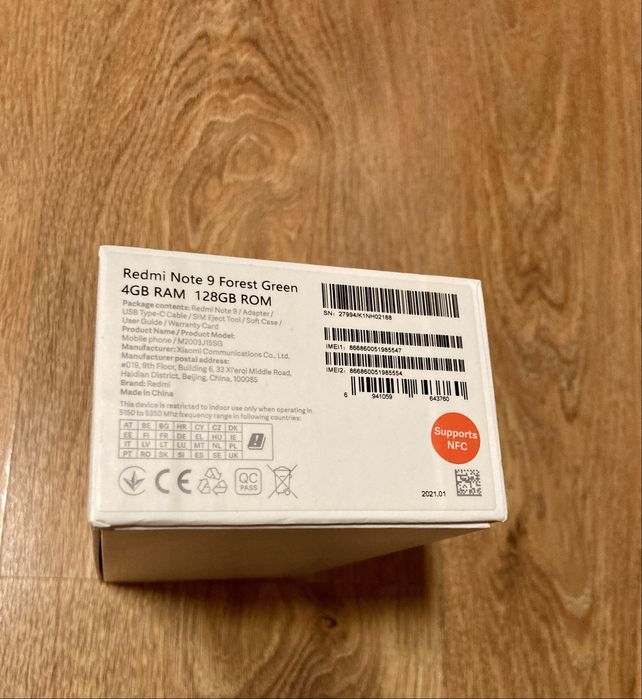 Redmi Note 9 Forest Green
4GB RAM 128GB ROM
Package contents: Redmi Note 9 / Adapter /
USB Type-C Cable / SIM Eject Tool / Soft Case /
User Guide / Warranty Card
Product Name / Product Model:
Mobile phone / M2003J15SG
Manufacturer: Xiaomi Communications Co., Ltd.
Manufacturer postal address:
#019, 9th Floor, Building 6, 33 Xi'erqi Middle Road,
Haidian District, Beijing, China, 100085
Brand: Redmi
Made in China
This device is restricted to indoor use only when operating in
5150 to 5350 Mhz frequency range in following countries:
AT BE BG HR CY CZ DK
EE FI FR DE EL HU IE
IT LV LT LU MT NL PL
PT RO SK SI ES SE UK
CE
QC
PASS
SN: 27994/K1NH02188
IMEI1: 866860051985547
IMEI2: 866860051985554
6 941059 643760
Supports
NFC
2021.01